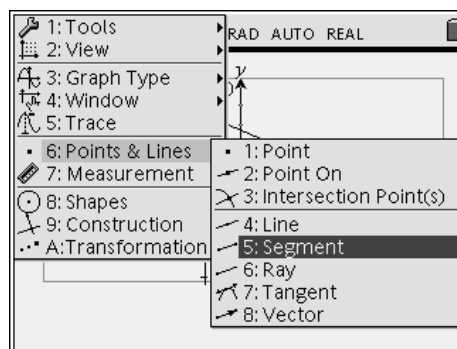 1: Tools
2: View
RAD AUTO REAL
3: Graph Type
4: Window
5: Trace
y
6: Points & Lines
7: Measurement
8: Shapes
9: Construction
A:Transformation
1: Point
2: Point On
3: Intersection Point(s)
4: Line
5: Segment
6: Ray
7: Tangent
8: Vector